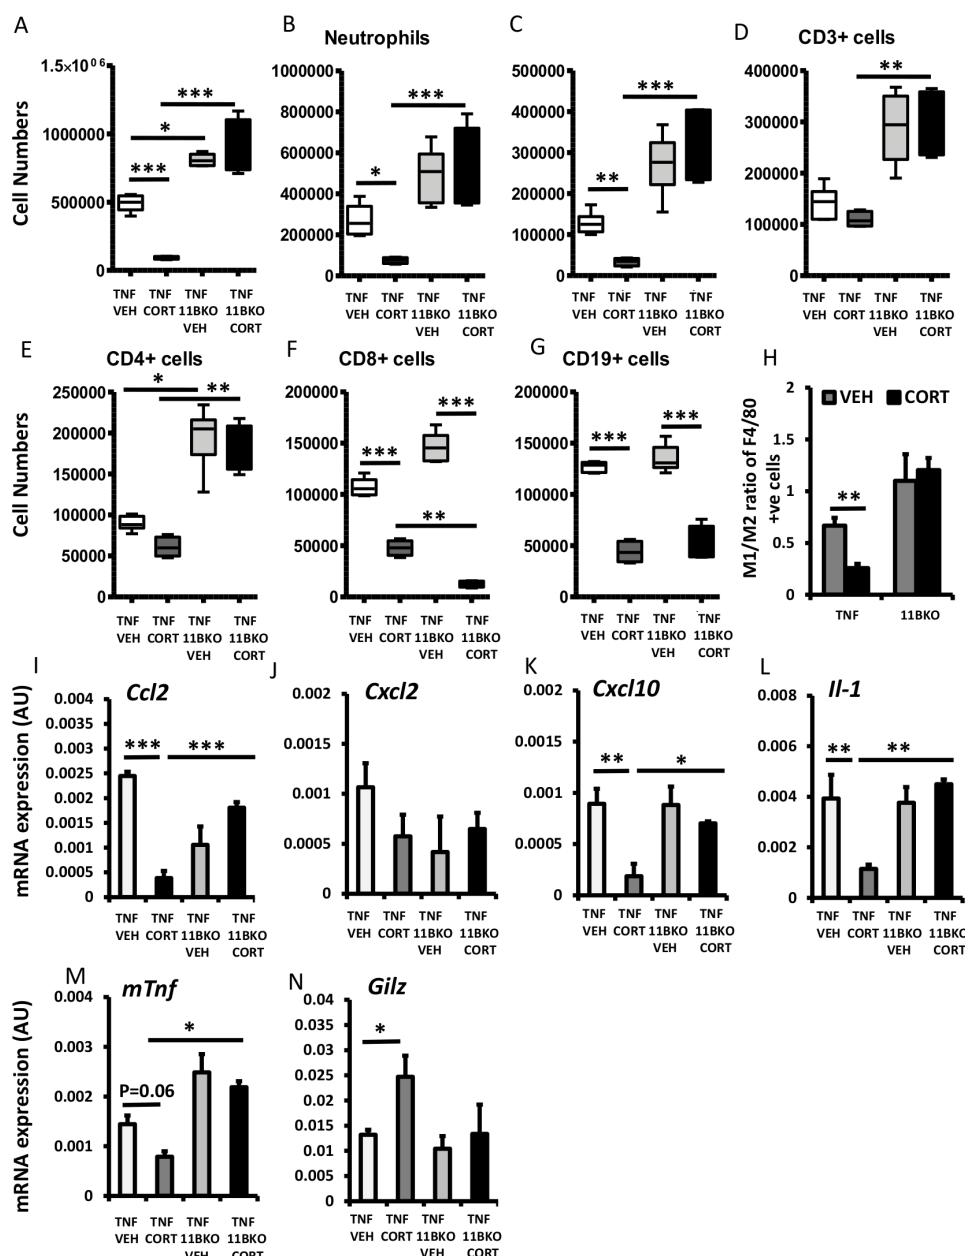 A
B
Neutrophils
C
D
CD3+ cells
Cell Numbers
1.5×10⁰⁶
1000000
500000
0
***
*
***
TNF VEH
TNF CORT
TNF 11BKO VEH
TNF 11BKO CORT
1000000
800000
600000
400000
200000
0
***
*
TNF VEH
TNF CORT
TNF 11BKO VEH
TNF 11BKO CORT
500000
400000
300000
200000
100000
0
***
**
TNF VEH
TNF CORT
TNF 11BKO VEH
TNF 11BKO CORT
400000
300000
200000
100000
0
**
TNF VEH
TNF CORT
TNF 11BKO VEH
TNF 11BKO CORT
E
CD4+ cells
F
CD8+ cells
G
CD19+ cells
H
Cell Numbers
250000
200000
150000
100000
50000
0
*
**
TNF VEH
TNF CORT
TNF 11BKO VEH
TNF 11BKO CORT
200000
150000
100000
50000
0
***
***
**
TNF VEH
TNF CORT
TNF 11BKO VEH
TNF 11BKO CORT
200000
150000
100000
50000
0
***
***
TNF VEH
TNF CORT
TNF 11BKO VEH
TNF 11BKO CORT
M1/M2 ratio of F4/80
+ve cells
2
1.5
1
0.5
0
VEH
CORT
**
TNF
11BKO
I
Ccl2
J
Cxcl2
K
Cxcl10
L
Il-1
mRNA expression (AU)
0.004
0.0035
0.003
0.0025
0.002
0.0015
0.001
0.0005
0
***
***
TNF VEH
TNF CORT
TNF 11BKO VEH
TNF 11BKO CORT
0.002
0.0015
0.001
0.0005
0
TNF VEH
TNF CORT
TNF 11BKO VEH
TNF 11BKO CORT
0.002
0.0015
0.001
0.0005
0
**
*
TNF VEH
TNF CORT
TNF 11BKO VEH
TNF 11BKO CORT
0.008
0.006
0.004
0.002
0
**
**
TNF VEH
TNF CORT
TNF 11BKO VEH
TNF 11BKO CORT
M
mTnf
N
Gilz
mRNA expression (AU)
0.004
0.003
0.002
0.001
0
*
P=0.06
TNF VEH
TNF CORT
TNF 11BKO VEH
TNF 11BKO CORT
0.04
0.035
0.03
0.025
0.02
0.015
0.01
0.005
0
*
TNF VEH
TNF CORT
TNF 11BKO VEH
TNF 11BKO CORT